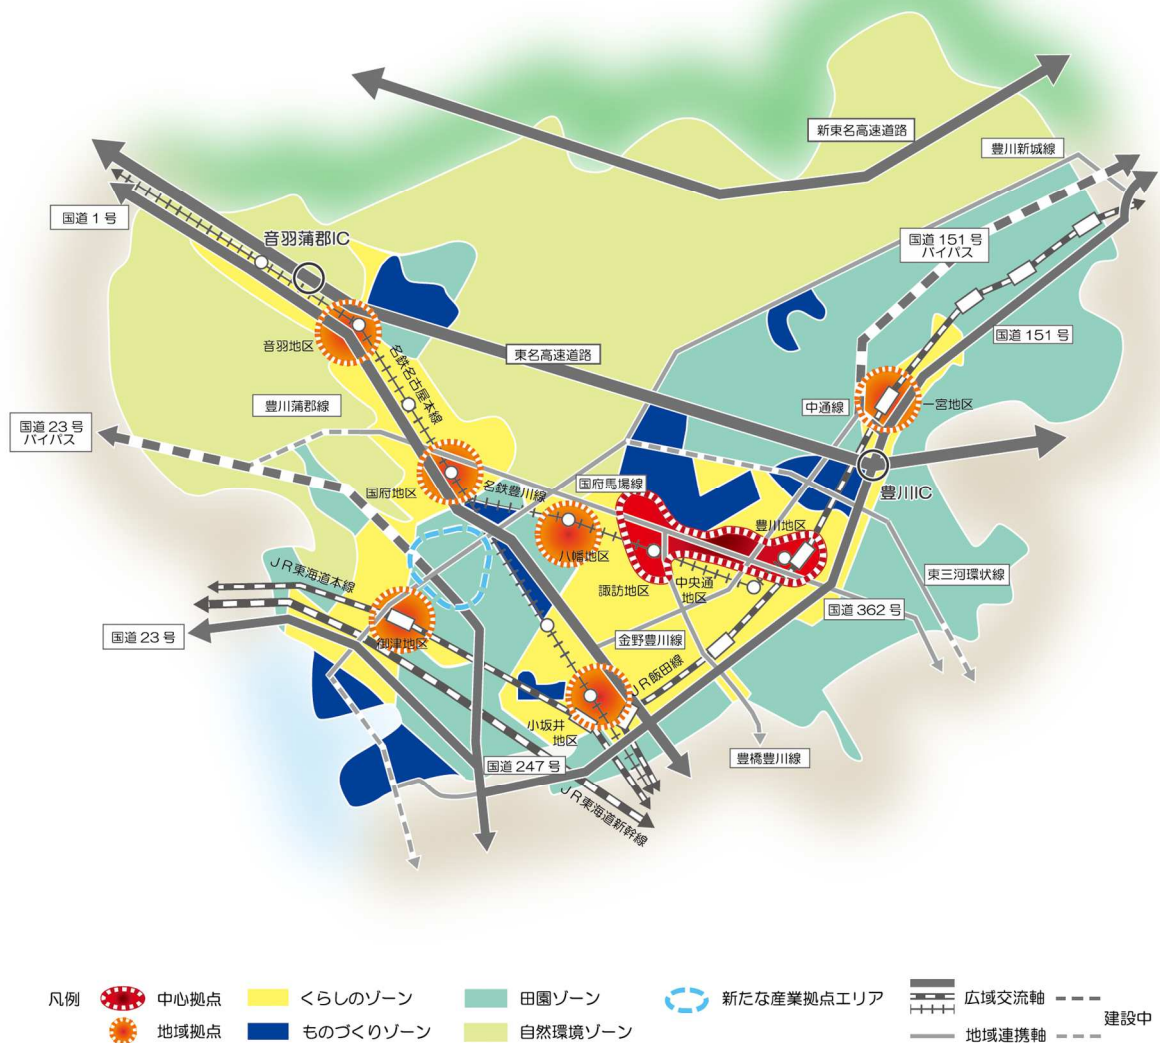 新東名高速道路
豊川新城線
国道1号
音羽蒲郡IC
国道151号
バイパス
国道151号
音羽地区
名鉄名古屋本線
東名高速道路
豊川蒲郡線
中通線
一宮地区
国道23号
バイパス
国府地区
名鉄豊川線
国府馬場線
豊川IC
八幡地区
豊川地区
諏訪地区
中央通
地区
東三河環状線
JR東海道本線
国道362号
国道23号
御津地区
金野豊川線
JR飯田線
小坂井
地区
豊橋豊川線
国道247号
JR東海道新幹線
凡例
中心拠点
くらしのゾーン
田園ゾーン
新たな産業拠点エリア
広域交流軸
建設中
地域拠点
ものづくりゾーン
自然環境ゾーン
地域連携軸